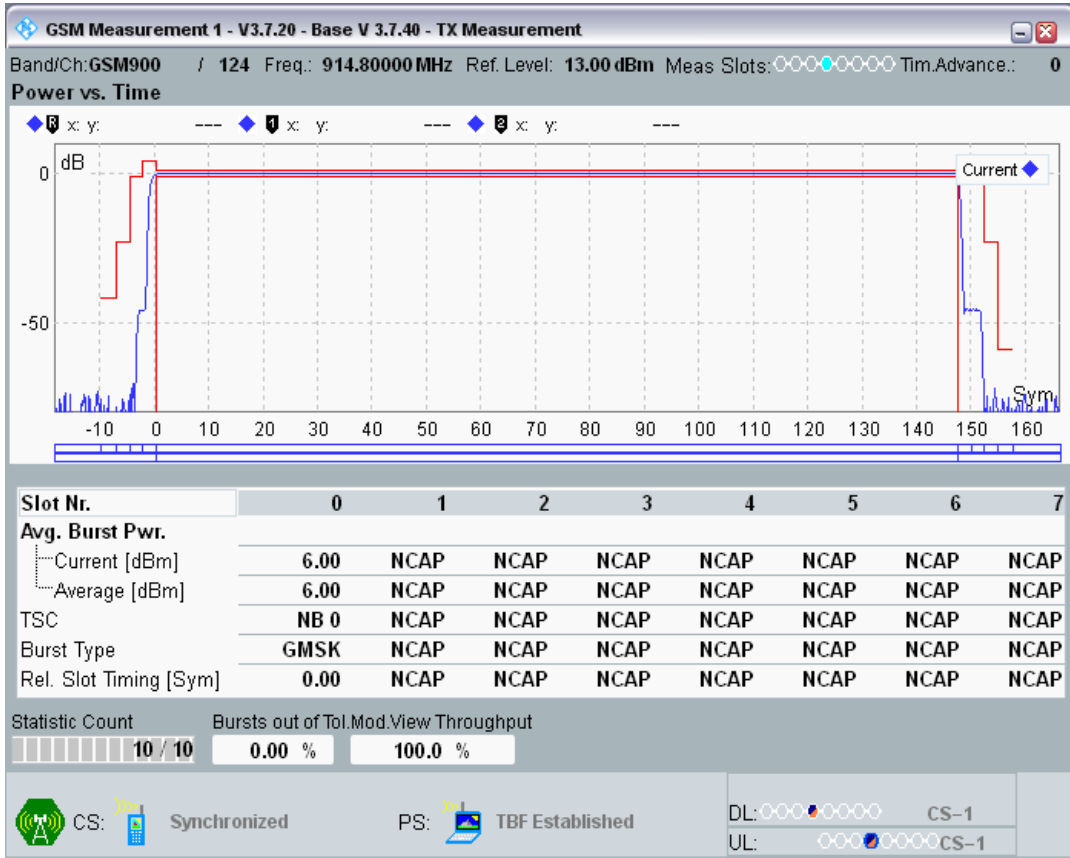 GSM Measurement 1 - V3.7.20 - Base V 3.7.40 - TX Measurement
Band/Ch:GSM900 / 124 Freq.: 914.80000 MHz Ref. Level: 13.00 dBm Meas Slots: Tim.Advance.: 0
Power vs. Time
R x: y: --- 1 x: y: --- 2 x: y: ---
dB
Current
0
-50
Sym
-10 0 10 20 30 40 50 60 70 80 90 100 110 120 130 140 150 160
Slot Nr. 0 1 2 3 4 5 6 7
Avg. Burst Pwr.
Current [dBm] 6.00 NCAP NCAP NCAP NCAP NCAP NCAP NCAP
Average [dBm] 6.00 NCAP NCAP NCAP NCAP NCAP NCAP NCAP
TSC NB 0 NCAP NCAP NCAP NCAP NCAP NCAP NCAP
Burst Type GMSK NCAP NCAP NCAP NCAP NCAP NCAP NCAP
Rel. Slot Timing [Sym] 0.00 NCAP NCAP NCAP NCAP NCAP NCAP NCAP
Statistic Count Bursts out of Tol. Mod.View Throughput
10 / 10 0.00 % 100.0 %
CS: Synchronized PS: TBF Established DL: CS-1
UL: CS-1